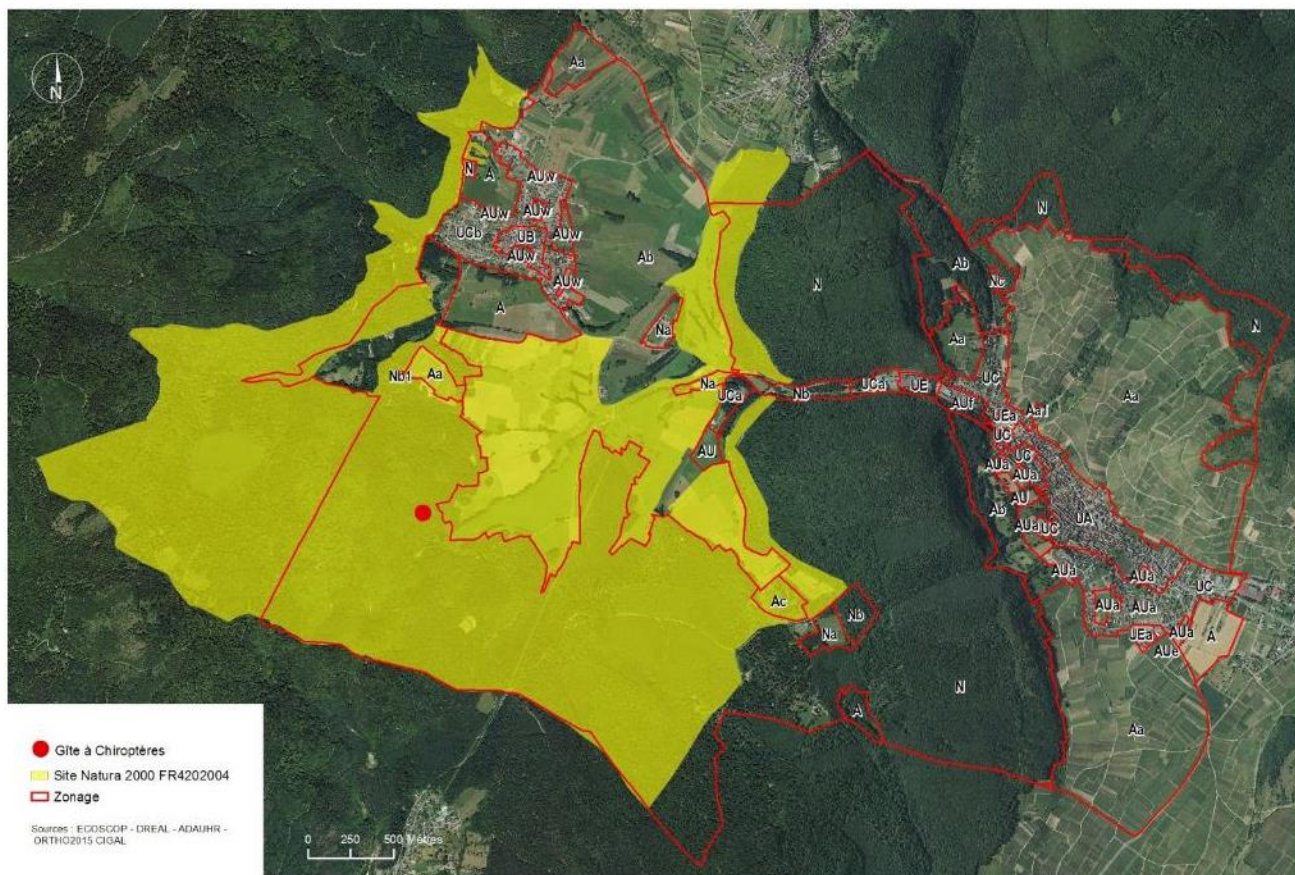 N
Aa
N
N
A
AUw
AUw
AUw
UCb
UB
AUw
AUw
AUw
Ab
N
Ab
Nc
A
Na
Aa
N
Aa
Nb1
Aa
Na
UCa
Nb
UCa
UE
UC
AUf
UEa
Aa1
UC
AU
UC
AUa
AUa
AU
Ab
AUa
UC
UA
AUa
AUa
UC
AUa
AUa
Ac
Na
Nb
UEa
AUa
AUe
A
N
A
Aa
Gîte à Chiroptères
Site Natura 2000 FR4202004
Zonage
Sources : ECOSCOP - DREAL - ADAUHR -
ORTHO2015 CIGAL
0 250 500 Mètres